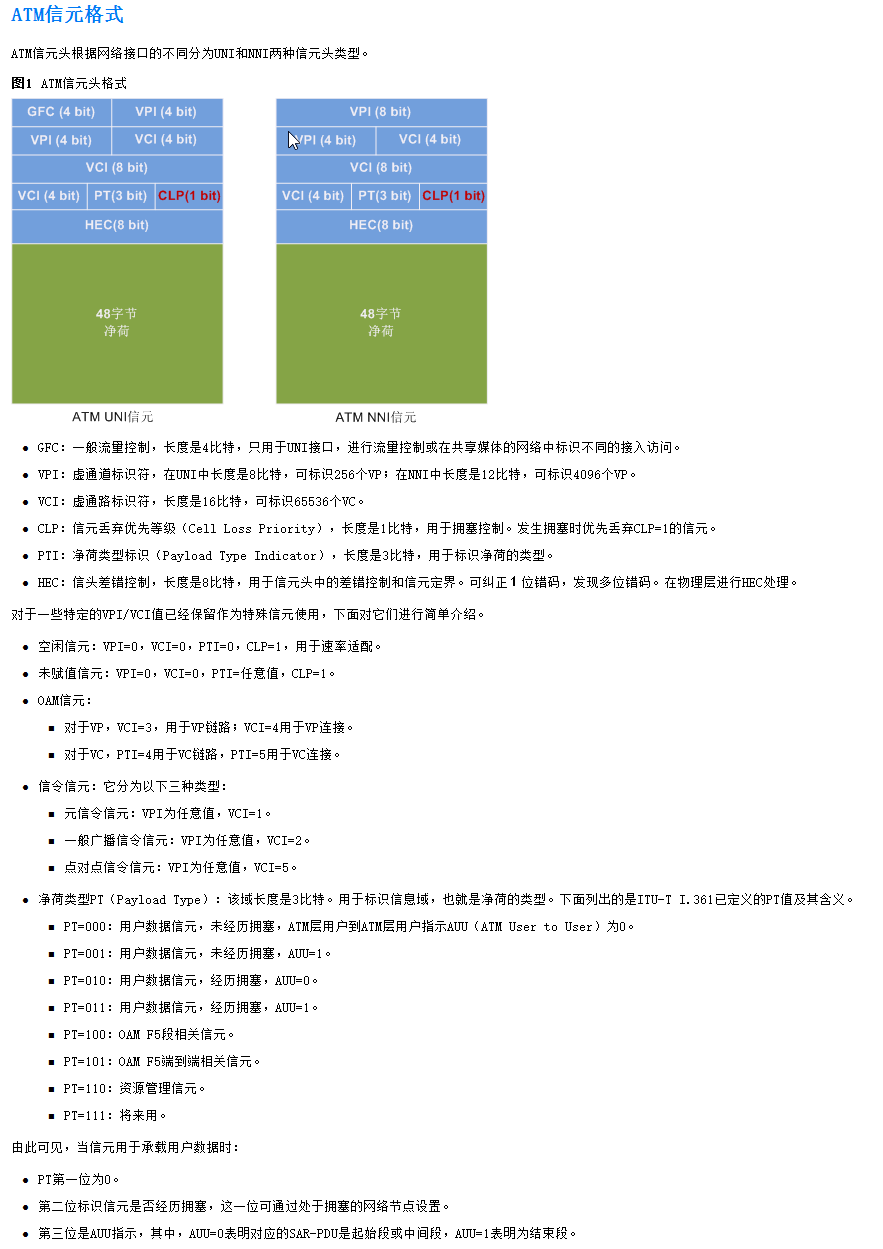 ATM信元格式
ATM信元头根据网络接口的不同分为UNI和NNI两种信元头类型。
图1 ATM信元头格式
GFC (4 bit) VPI (4 bit)
VPI (4 bit) VCI (4 bit)
VCI (8 bit)
VCI (4 bit) PT(3 bit) CLP(1 bit)
HEC(8 bit)
48字节
净荷
ATM UNI信元
VPI (8 bit)
VPI (4 bit) VCI (4 bit)
VCI (8 bit)
VCI (4 bit) PT(3 bit) CLP(1 bit)
HEC(8 bit)
48字节
净荷
ATM NNI信元
● GFC：一般流量控制，长度是4比特，只用于UNI接口，进行流量控制或在共享媒体的网络中标识不同的接入访问。
● VPI：虚通道标识符，在UNI中长度是8比特，可标识256个VP；在NNI中长度是12比特，可标识4096个VP。
● VCI：虚通路标识符，长度是16比特，可标识65536个VC。
● CLP：信元丢弃优先等级（Cell Loss Priority），长度是1比特，用于拥塞控制。发生拥塞时优先丢弃CLP=1的信元。
● PTI：净荷类型标识（Payload Type Indicator），长度是3比特，用于标识净荷的类型。
● HEC：信头差错控制，长度是8比特，用于信元头中的差错控制和信元定界。可纠正1位错码，发现多位错码。在物理层进行HEC处理。
对于一些特定的VPI/VCI值已经保留作为特殊信元使用，下面对它们进行简单介绍。
● 空闲信元：VPI=0，VCI=0，PTI=0，CLP=1，用于速率适配。
● 未赋值信元：VPI=0，VCI=0，PTI=任意值，CLP=1。
● OAM信元：
■ 对于VP，VCI=3，用于VP链路；VCI=4用于VP连接。
■ 对于VC，PTI=4用于VC链路，PTI=5用于VC连接。
● 信令信元：它分为以下三种类型：
■ 元信令信元：VPI为任意值，VCI=1。
■ 一般广播信令信元：VPI为任意值，VCI=2。
■ 点对点信令信元：VPI为任意值，VCI=5。
● 净荷类型PT（Payload Type）：该域长度是3比特。用于标识信息域，也就是净荷的类型。下面列出的是ITU-T I.361已定义的PT值及其含义。
■ PT=000：用户数据信元，未经历拥塞，ATM层用户到ATM层用户指示AUU（ATM User to User）为0。
■ PT=001：用户数据信元，未经历拥塞，AUU=1。
■ PT=010：用户数据信元，经历拥塞，AUU=0。
■ PT=011：用户数据信元，经历拥塞，AUU=1。
■ PT=100：OAM F5段相关信元。
■ PT=101：OAM F5端到端相关信元。
■ PT=110：资源管理信元。
■ PT=111：将来用。
由此可见，当信元用于承载用户数据时：
● PT第一位为0。
● 第二位标识信元是否经历拥塞，这一位可通过处于拥塞的网络节点设置。
● 第三位是AUU指示，其中，AUU=0表明对应的SAR-PDU是起始段或中间段，AUU=1表明为结束段。